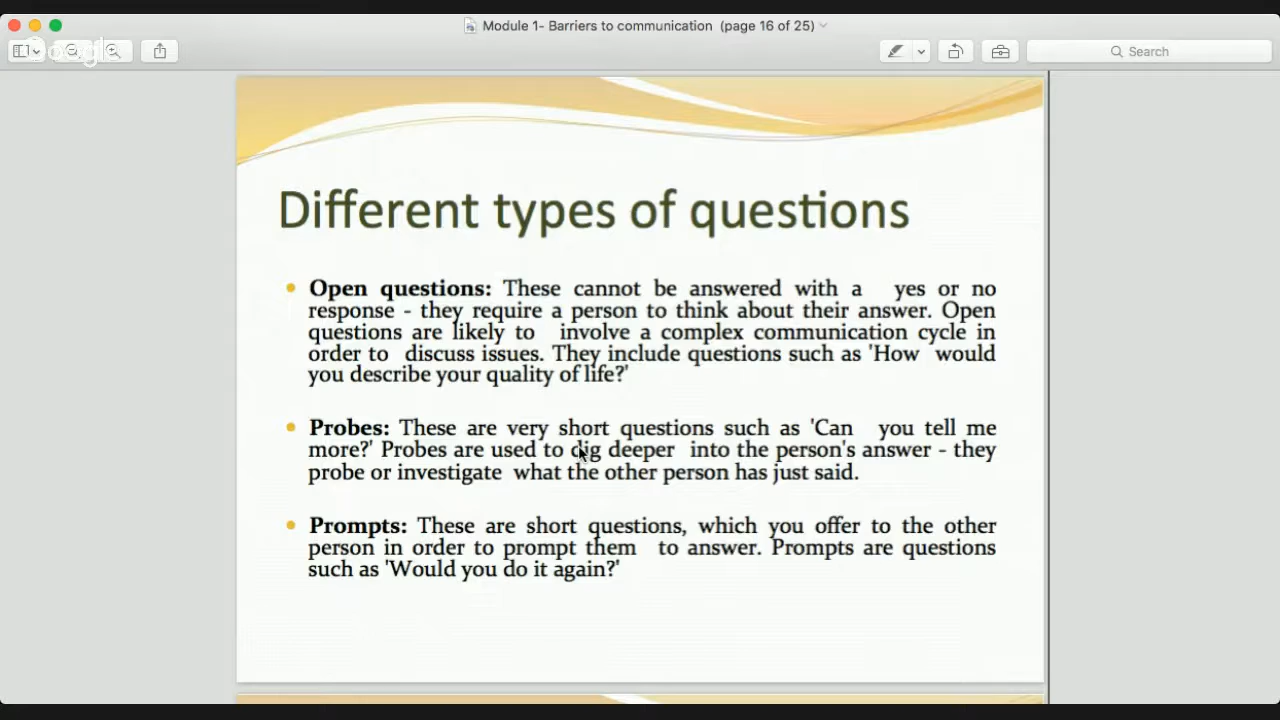 Module 1- Barriers to communication (page 16 of 25)
Google
Search
Different types of questions
Open questions: These cannot be answered with a yes or no
response - they require a person to think about their answer. Open
questions are likely to involve a complex communication cycle in
order to discuss issues. They include questions such as 'How would
you describe your quality of life?'
Probes: These are very short questions such as 'Can you tell me
more?' Probes are used to dig deeper into the person's answer - they
probe or investigate what the other person has just said.
Prompts: These are short questions, which you offer to the other
person in order to prompt them to answer. Prompts are questions
such as 'Would you do it again?'